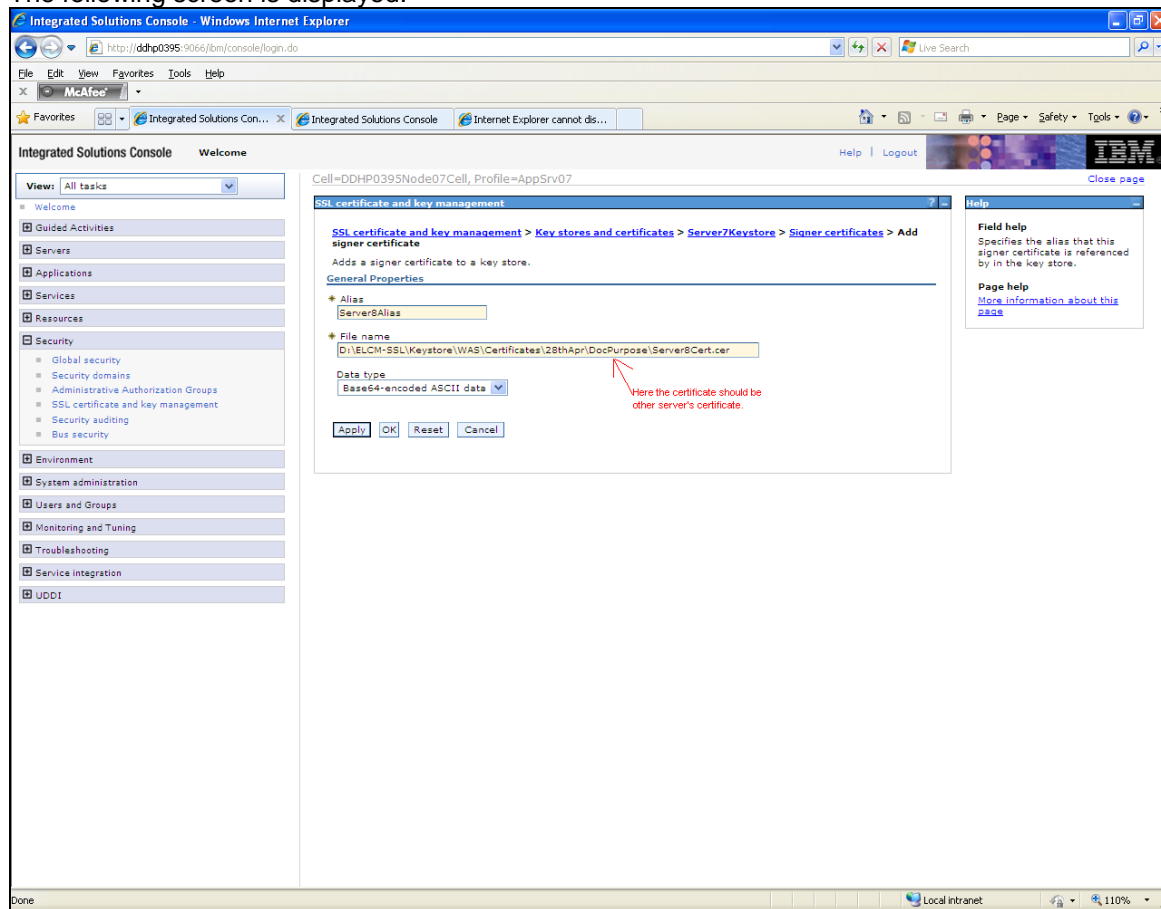 The following screen is displayed.
Integrated Solutions Console - Windows Internet Explorer
http://ddhp0395:9066/ibm/console/login.do
Live Search
File Edit View Favorites Tools Help
X McAfee
Favorites Integrated Solutions Con... X Integrated Solutions Console Internet Explorer cannot dis... Page Safety Tools
Integrated Solutions Console Welcome Help | Logout IBM.
View: All tasks
Cell=DDHP0395Node07Cell, Profile=AppSrv07 Close page
Welcome
Guided Activities
Servers
Applications
Services
Resources
Security
Global security
Security domains
Administrative Authorization Groups
SSL certificate and key management
Security auditing
Bus security
Environment
System administration
Users and Groups
Monitoring and Tuning
Troubleshooting
Service integration
UDDI
SSL certificate and key management ? -
SSL certificate and key management > Key stores and certificates > Server7Keystore > Signer certificates > Add
signer certificate
Adds a signer certificate to a key store.
General Properties
* Alias
Server8Alias
* File name
D:\ELCM-SSL\Keystore\WAS\Certificates\28thApr\DocPurpose\Server8Cert.cer
Data type
Base64-encoded ASCII data
Here the certificate should be
other server's certificate.
Apply OK Reset Cancel
Help
Field help
Specifies the alias that this
signer certificate is referenced
by in the key store.
Page help
More information about this
page
Done Local intranet 110%